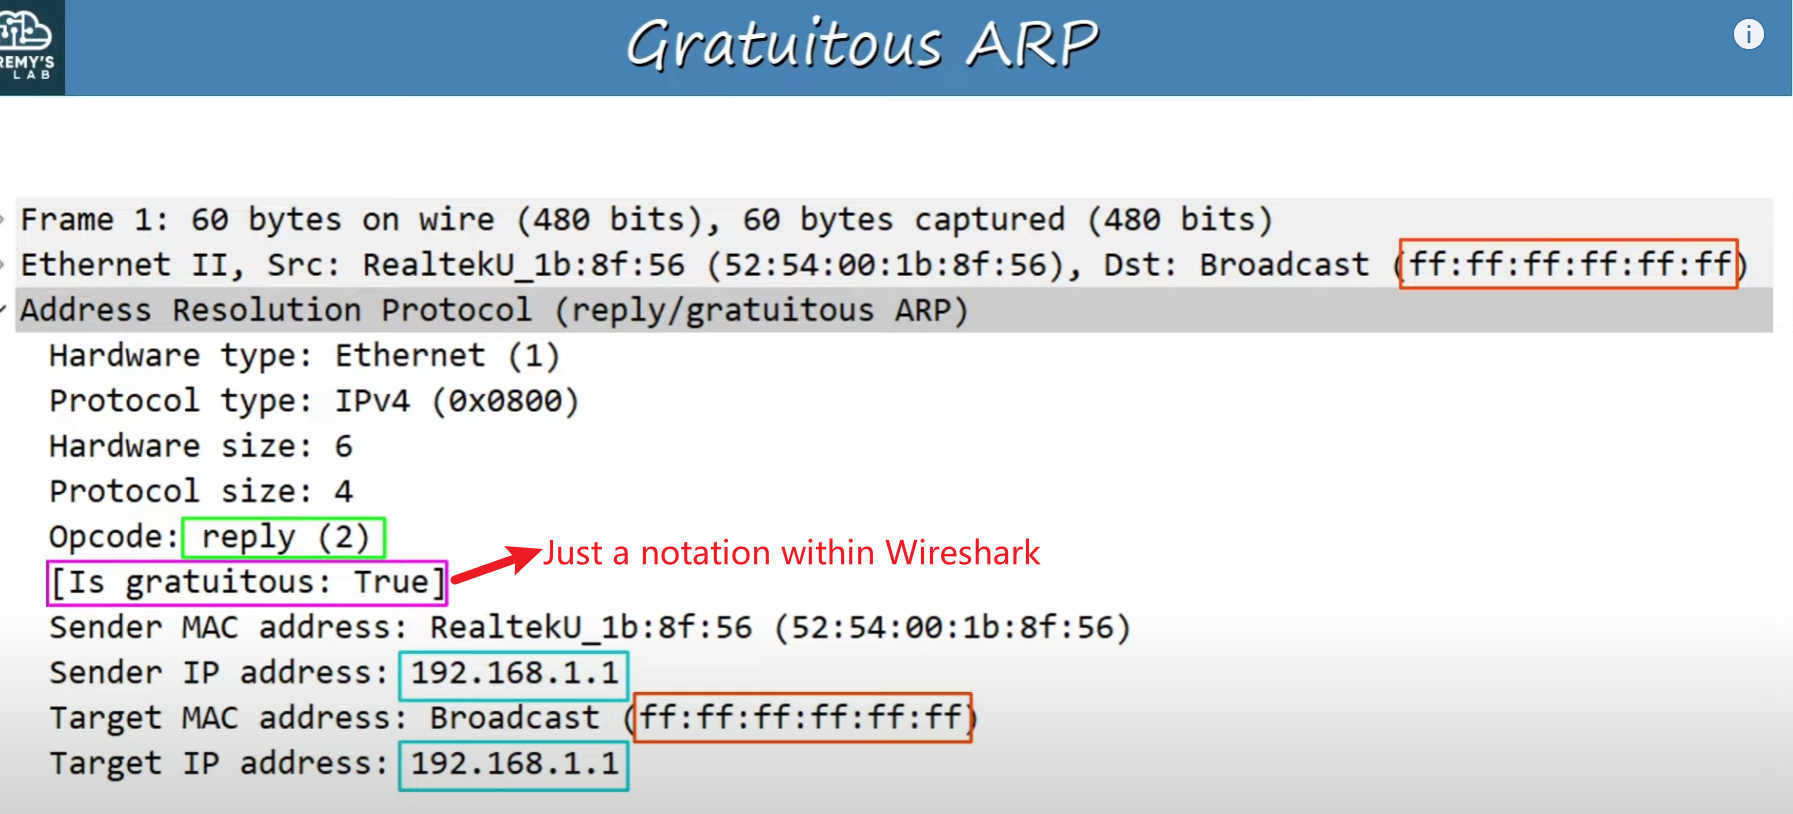 Gratuitous ARP
i
REMY'S
LAB
Frame 1: 60 bytes on wire (480 bits), 60 bytes captured (480 bits)
Ethernet II, Src: RealtekU_1b:8f:56 (52:54:00:1b:8f:56), Dst: Broadcast (ff:ff:ff:ff:ff:ff)
Address Resolution Protocol (reply/gratuitous ARP)
Hardware type: Ethernet (1)
Protocol type: IPv4 (0x0800)
Hardware size: 6
Protocol size: 4
Opcode: reply (2)
Just a notation within Wireshark
[Is gratuitous: True]
Sender MAC address: RealtekU_1b:8f:56 (52:54:00:1b:8f:56)
Sender IP address: 192.168.1.1
Target MAC address: Broadcast (ff:ff:ff:ff:ff:ff)
Target IP address: 192.168.1.1